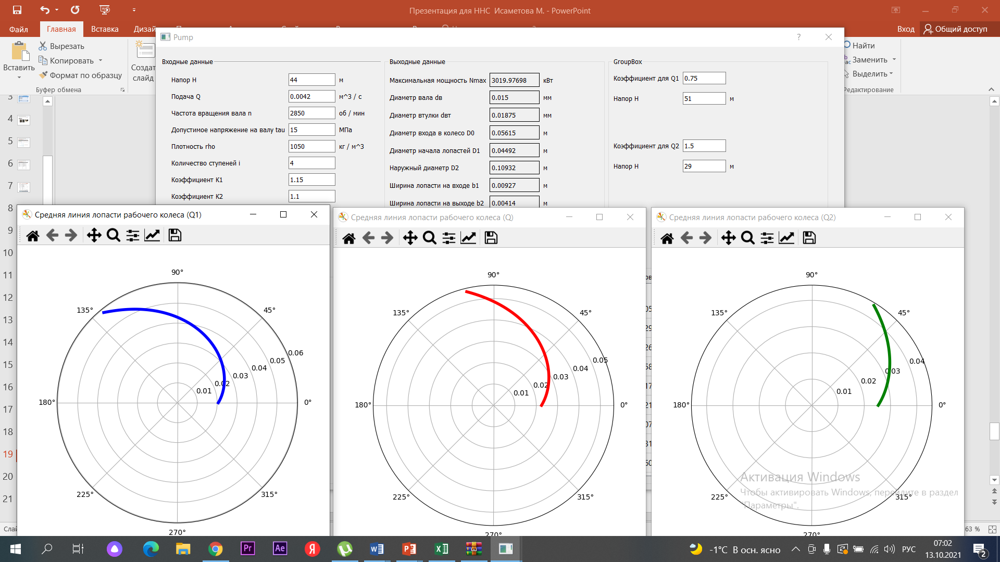 Презентация для ННС Исаметова М. - PowerPoint
Файл
Главная
Вставка
Дизай
Вход
Общий доступ
Вставить
Вырезать
Копировать
Формат по образцу
Буфер обмена
Создат
слайд
Найти
Заменить
Выделить
Редактирование
Pump
?
Входные данные
Напор H 44 м
Подача Q 0.0042 м^3 / с
Частота вращения вала n 2850 об / мин
Допустимое напряжение на валу tau 15 МПа
Плотность rho 1050 кг / м^3
Количество ступеней i 4
Коэффициент K1 1.15
Коэффициент K2 1.1
Выходные данные
Максимальная мощность Nmax 3019.97698 кВт
Диаметр вала dв 0.015 мм
Диаметр втулки dвт 0.01875 мм
Диаметр входа в колесо D0 0.05615 м
Диаметр начала лопастей D1 0.04492 м
Наружный диаметр D2 0.10932 м
Ширина лопасти на входе b1 0.00927 м
Ширина лопасти на выходе b2 0.00414 м
GroupBox
Коэффициент для Q1 0.75
Напор H 51 м
Коэффициент для Q2 1.5
Напор H 29 м
3
4
5
6
7
8
9
10
11
12
13
14
15
16
17
18
19
20
21
Средняя линия лопасти рабочего колеса (Q1)
90°
135°
45°
0.06
0.05
0.04
0.03
0.02
0.01
180°
0°
225°
315°
270°
Средняя линия лопасти рабочего колеса (Q)
90°
135°
45°
0.05
0.04
0.03
0.02
0.01
180°
0°
225°
315°
270°
Средняя линия лопасти рабочего колеса (Q2)
90°
135°
45°
0.04
0.03
0.02
0.01
180°
0°
225°
315°
270°
Активация Windows
Чтобы активировать Windows, перейдите в раздел
"Параметры".
Слай
63 %
-1°C В осн. ясно
РУС
07:02
13.10.2021
2